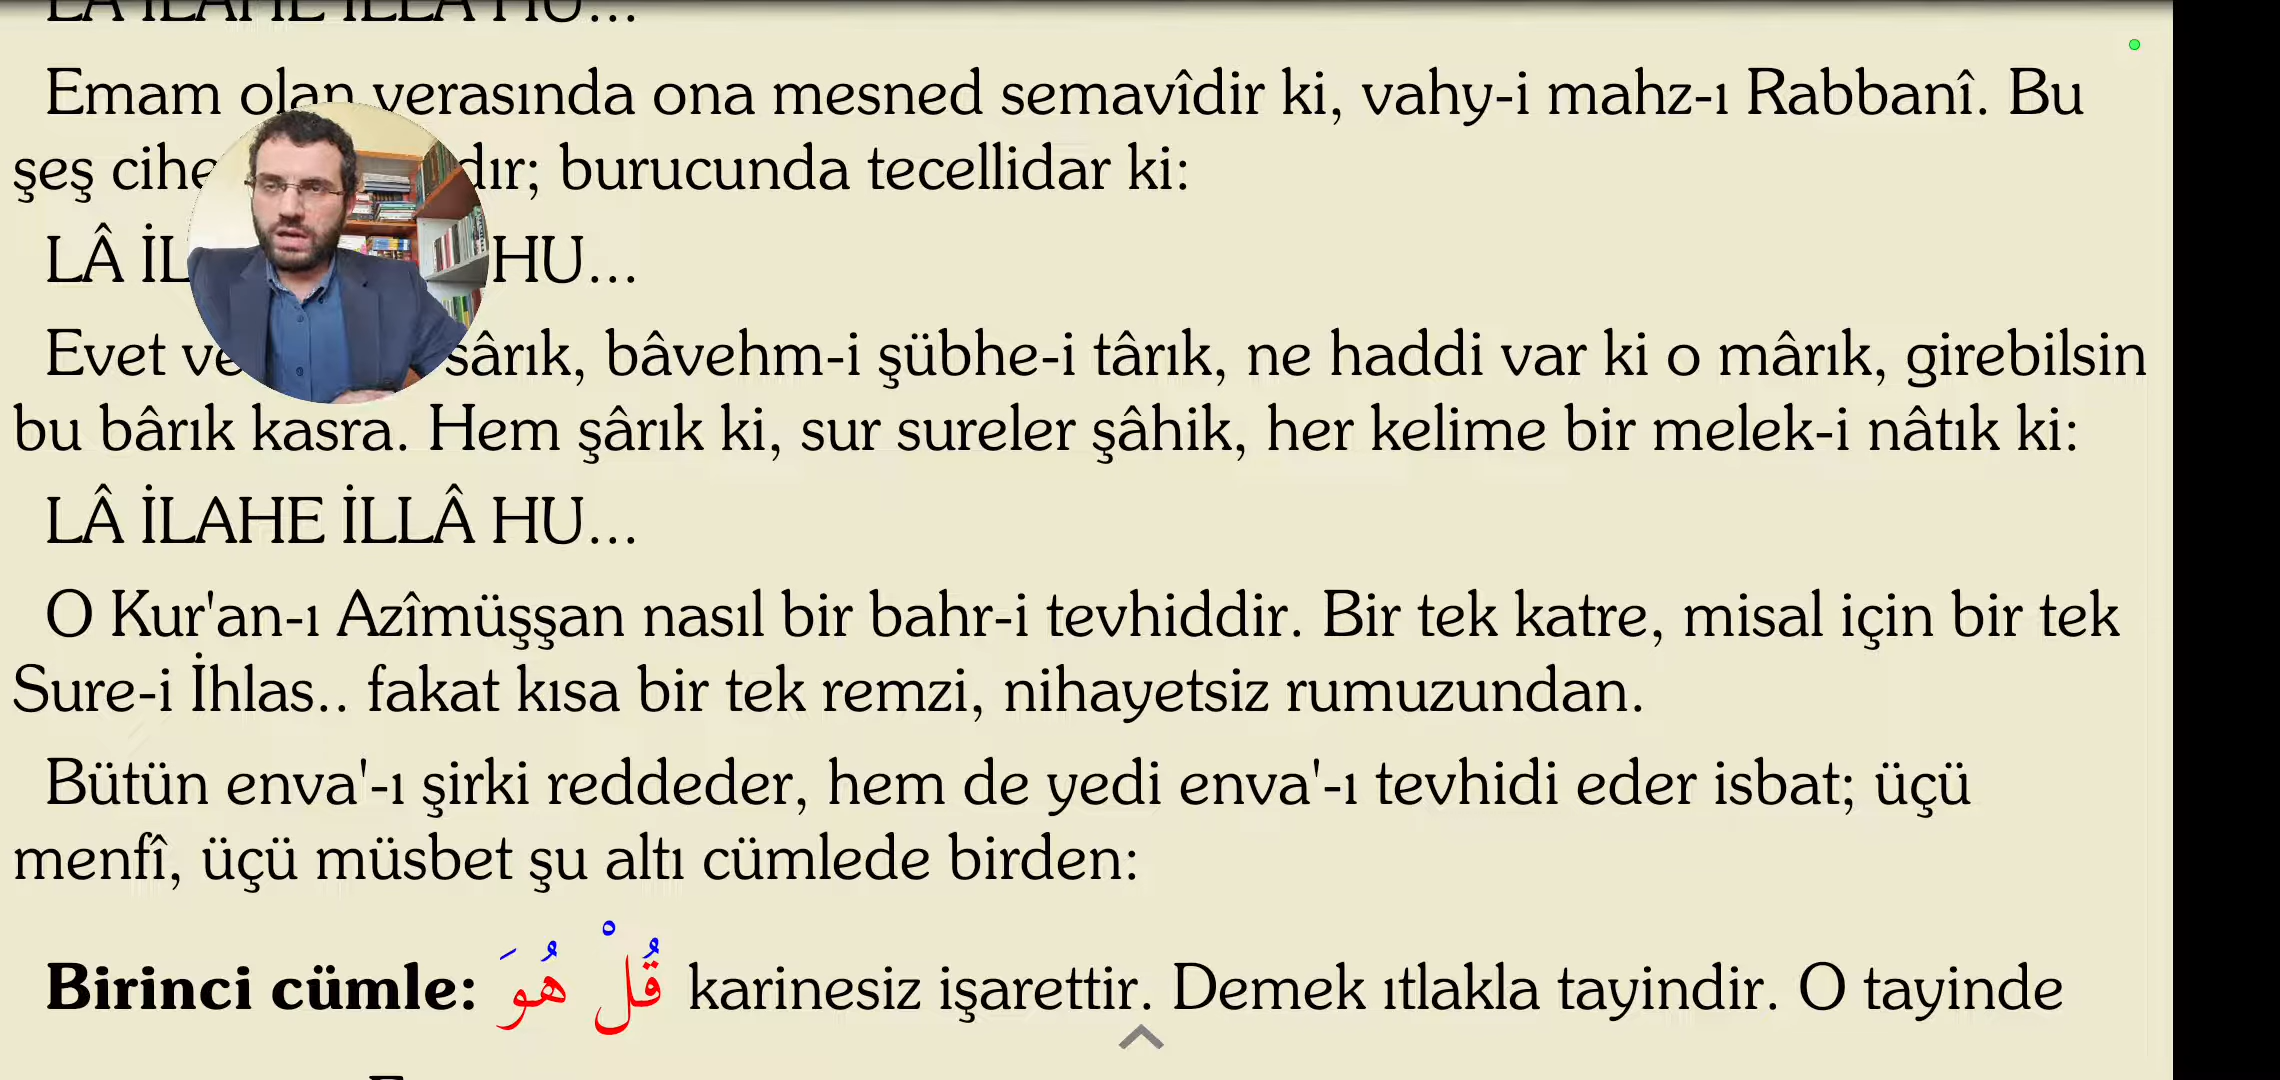 LÂ İLAHE İLLÂ HU...
Emam olan verasında ona mesned semavîdir ki, vahy-i mahz-ı Rabbanî. Bu
şeş cihe dır; burucunda tecellidar ki:
LÂ İL HU...
Evet ve sârık, bâvehm-i şübhe-i târık, ne haddi var ki o mârık, girebilsin
bu bârık kasra. Hem şârık ki, sur sureler şâhik, her kelime bir melek-i nâtık ki:
LÂ İLAHE İLLÂ HU...
O Kur'an-ı Azîmüşşan nasıl bir bahr-i tevhiddir. Bir tek katre, misal için bir tek
Sure-i İhlas.. fakat kısa bir tek remzi, nihayetsiz rumuzundan.
Bütün enva'-ı şirki reddeder, hem de yedi enva'-ı tevhidi eder isbat; üçü
menfî, üçü müsbet şu altı cümlede birden:
Birinci cümle: قُلْ هُوَ karinesiz işarettir. Demek ıtlakla tayindir. O tayinde